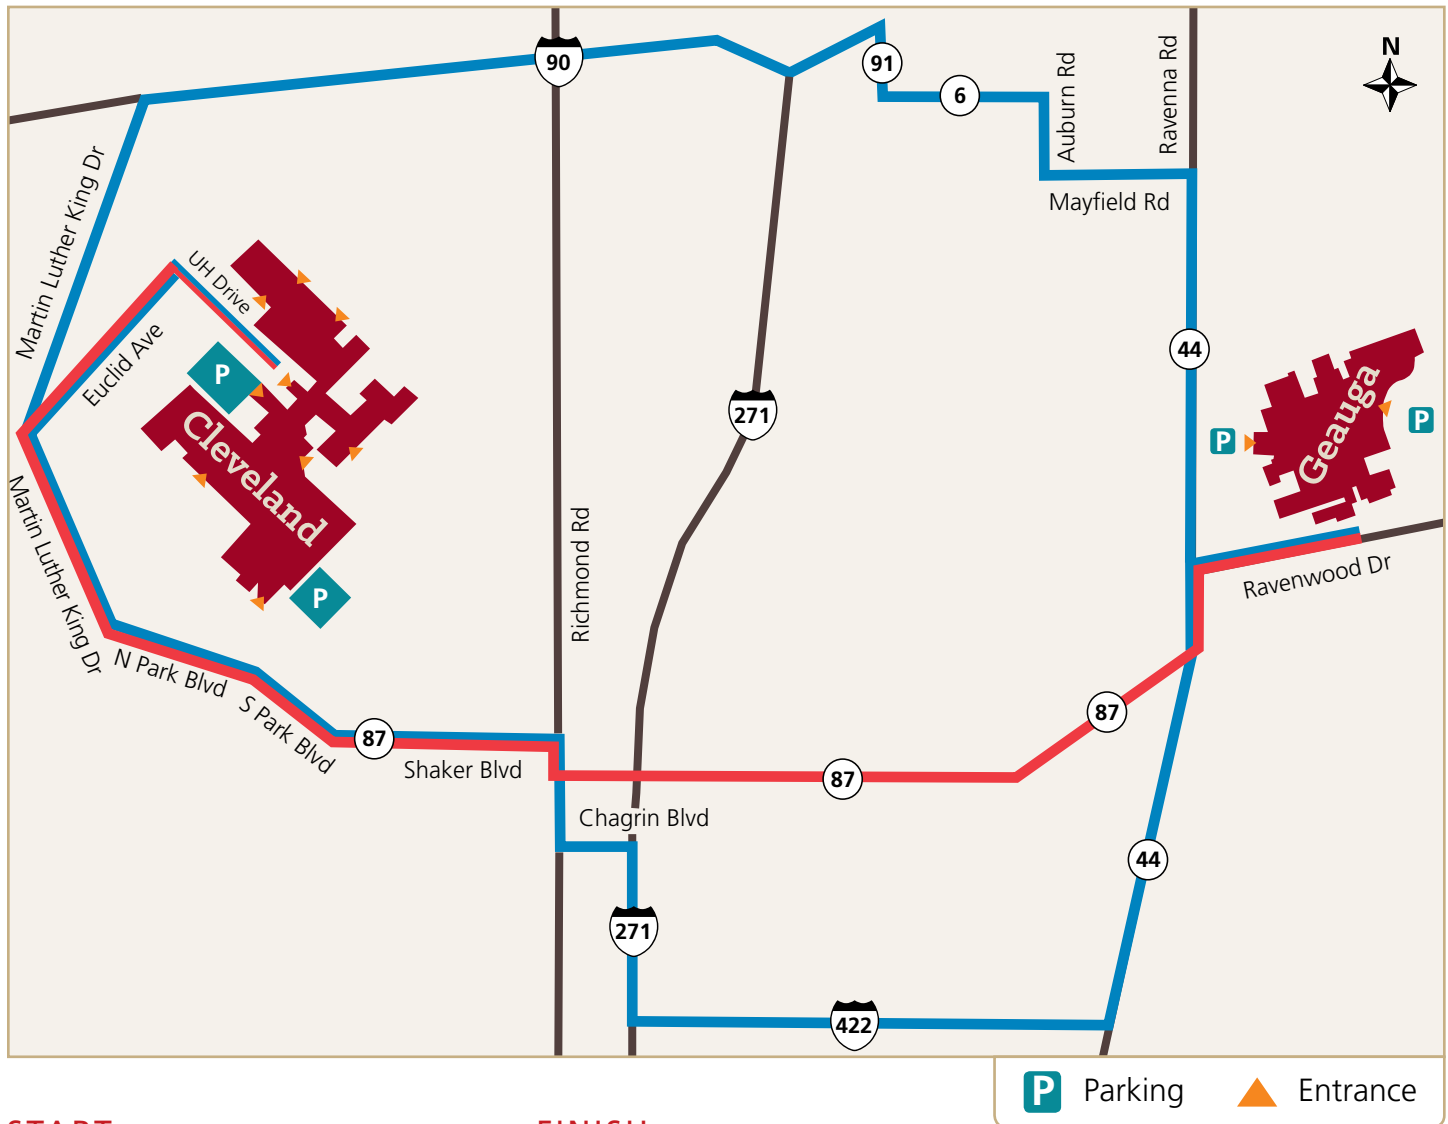 N
90
91
6
Auburn Rd
Ravenna Rd
Mayfield Rd
Martin Luther King Dr
UH Drive
Euclid Ave
P
Cleveland
P
44
271
P
Geauga
P
Martin Luther King Dr
Richmond Rd
Ravenwood Dr
N Park Blvd
S Park Blvd
87
Shaker Blvd
87
87
Chagrin Blvd
44
271
422
P Parking
Entrance
START
FINISH